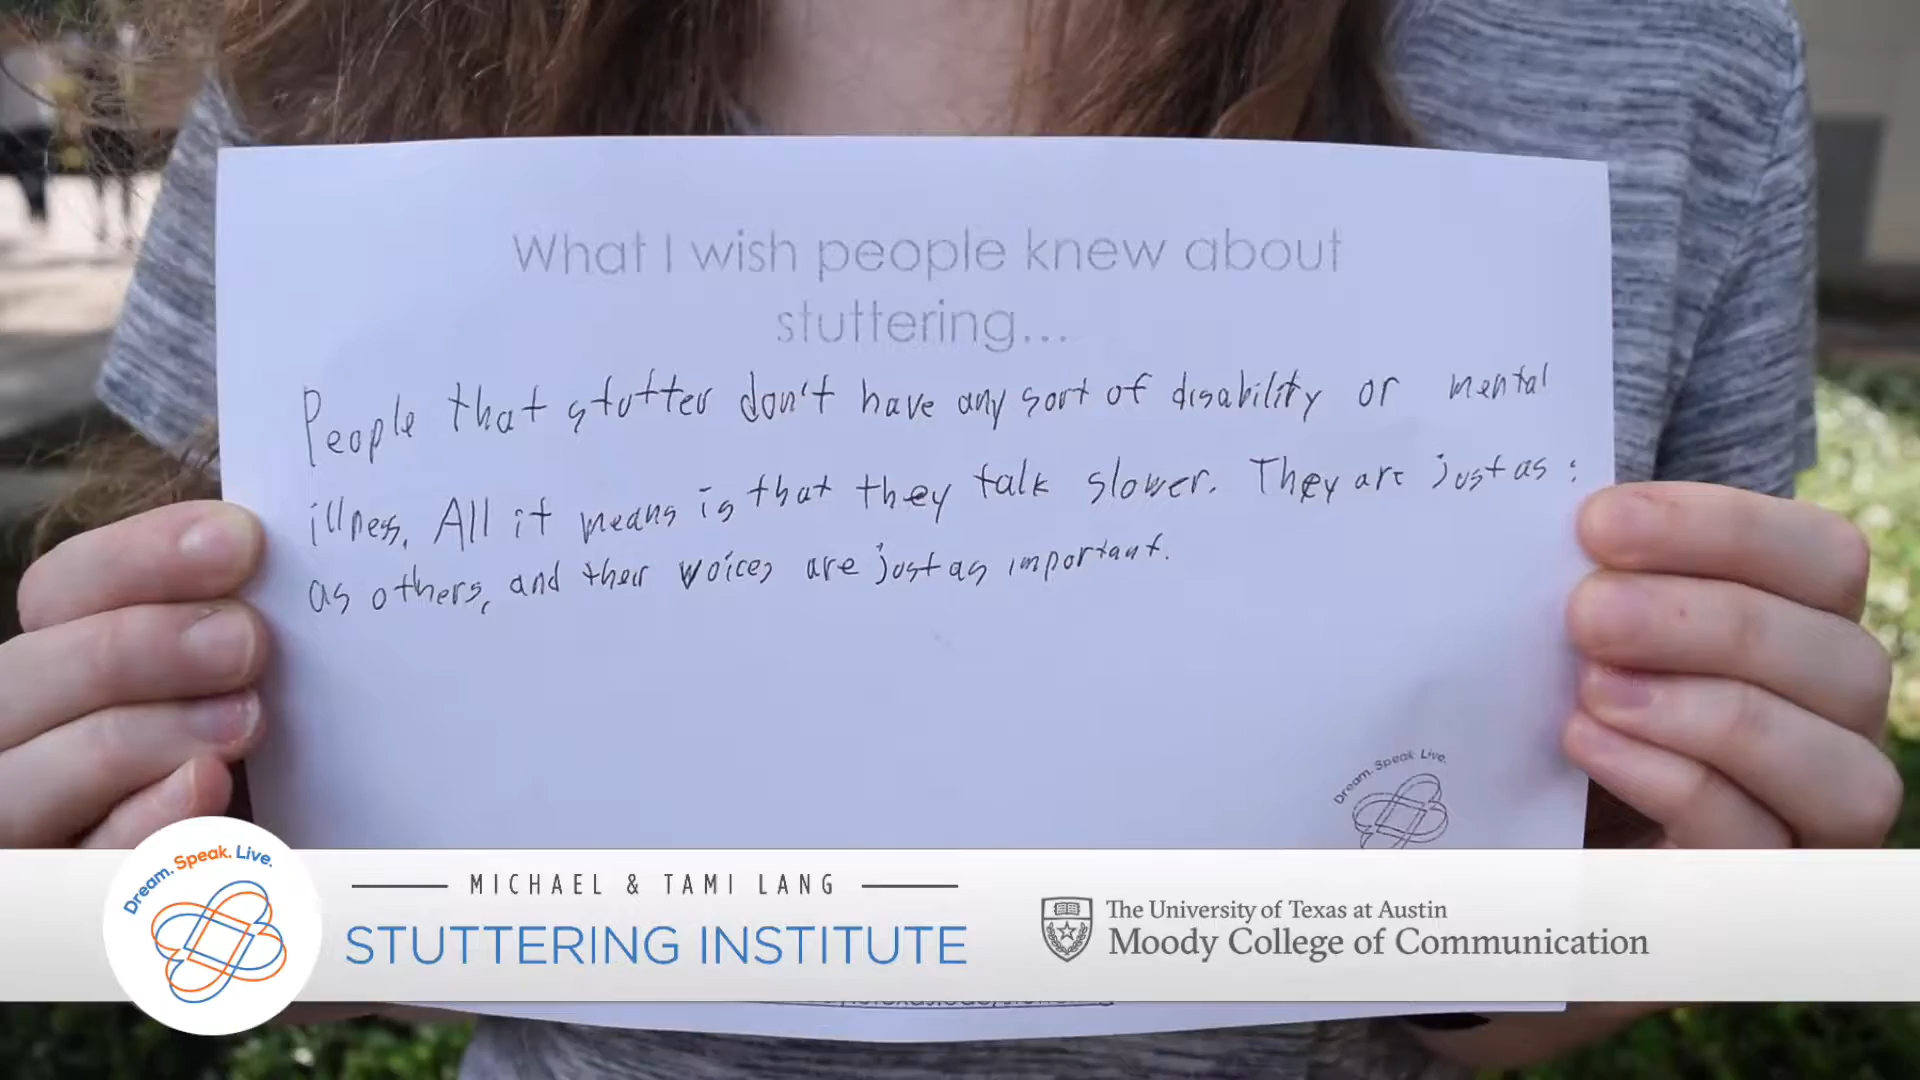 What I wish people knew about
stuttering...
People that stutter don't have any sort of disability or mental
illness. All it means is that they talk slower. They are just as
as others, and their voices are just as important.
Dream. Speak. Live.
Dream. Speak. Live.
MICHAEL & TAMI LANG
STUTTERING INSTITUTE
The University of Texas at Austin
Moody College of Communication